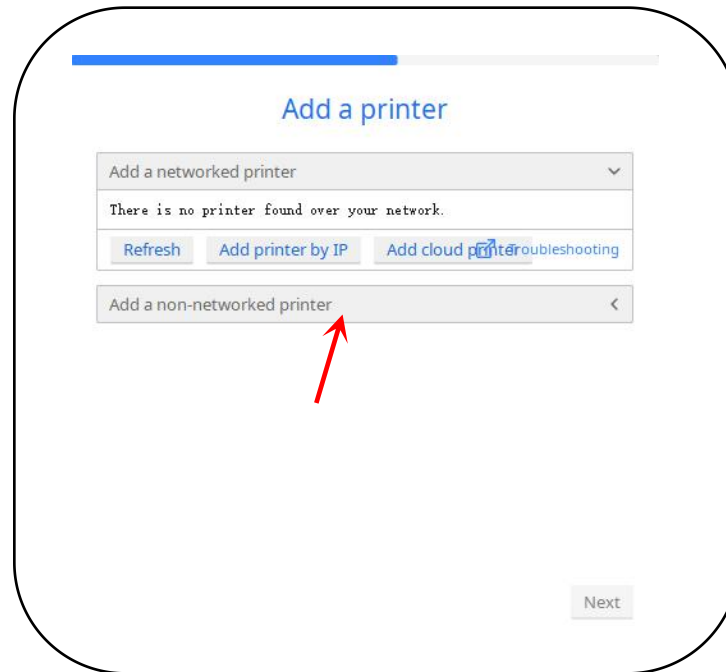 Add a printer
Add a networked printer
There is no printer found over your network.
Refresh Add printer by IP Add cloud printer Troubleshooting
Add a non-networked printer
Next